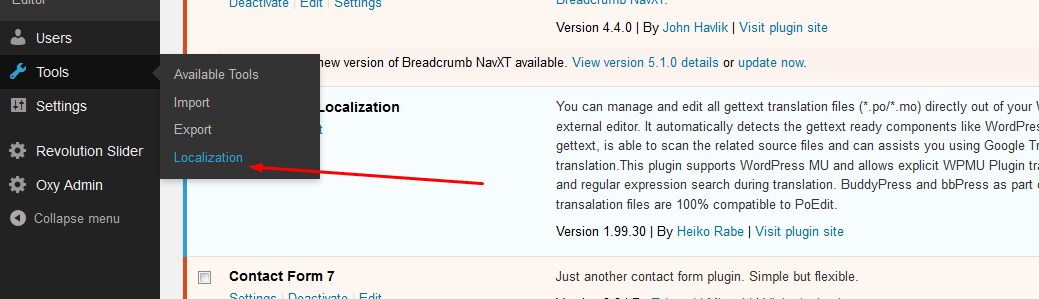 Editor
Users
Tools
Settings
Revolution Slider
Oxy Admin
Collapse menu
Available Tools
Import
Export
Localization
Deactivate | Edit | Settings
Breadcrumb NavXT.
Version 4.4.0 | By John Havlik | Visit plugin site
new version of Breadcrumb NavXT available. View version 5.1.0 details or update now.
Localization
You can manage and edit all gettext translation files (*.po/*.mo) directly out of your
external editor. It automatically detects the gettext ready components like WordPre
gettext, is able to scan the related source files and can assists you using Google Tr
translation.This plugin supports WordPress MU and allows explicit WPMU Plugin tra
and regular expression search during translation. BuddyPress and bbPress as part
transalation files are 100% compatible to PoEdit.
Version 1.99.30 | By Heiko Rabe | Visit plugin site
Contact Form 7
Settings | Deactivate | Edit
Just another contact form plugin. Simple but flexible.